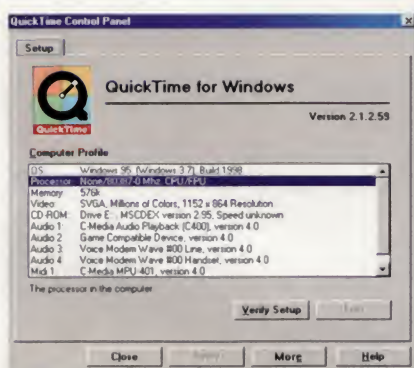 QuickTime Control Panel
Setup
QuickTime
QuickTime for Windows
Version 2.1.2.59
Computer Profile
OS Windows 95 (Windows 3.7) Build 1998
Processor None/80387-0 Mhz CPU/FPU
Memory 576k
Video SVGA, Millions of Colors, 1152 x 864 Resolution
CD-ROM: Drive E: , MSCDEX version 2.95, Speed unknown
Audio 1 C-Media Audio Playback (C400), version 4.0
Audio 2 Game Compatible Device, version 4.0
Audio 3 Voice Modem Wave #00 Line, version 4.0
Audio 4 Voice Modem Wave #00 Handset, version 4.0
Midi 1 C-Media MPU-401, version 4.0
The processor in the computer
Verify Setup
Close
More
Help